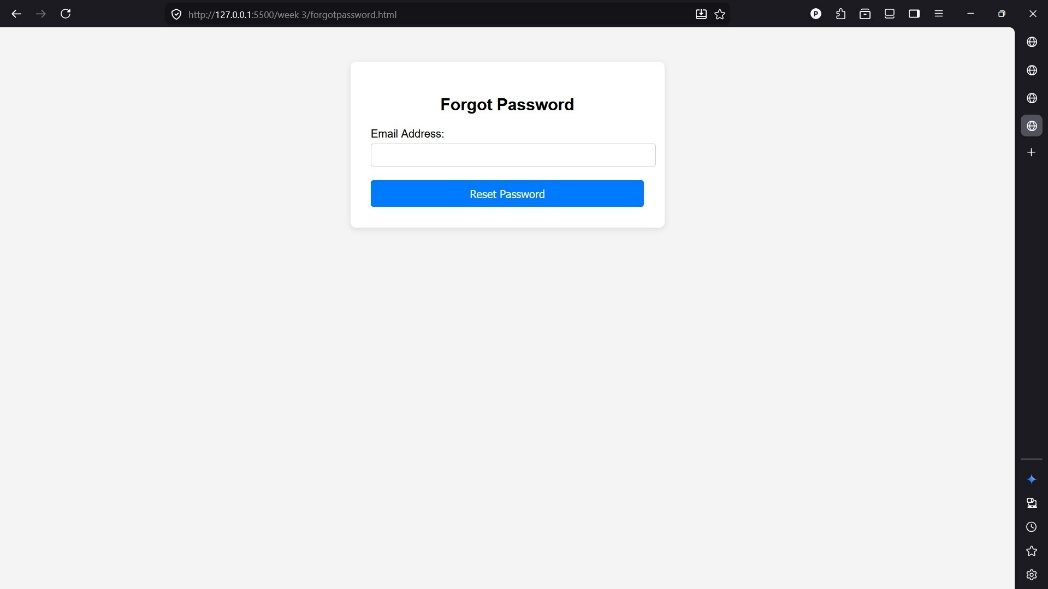 http://127.0.0.1:5500/week 3/forgotpassword.html
P
Forgot Password
Email Address:
Reset Password